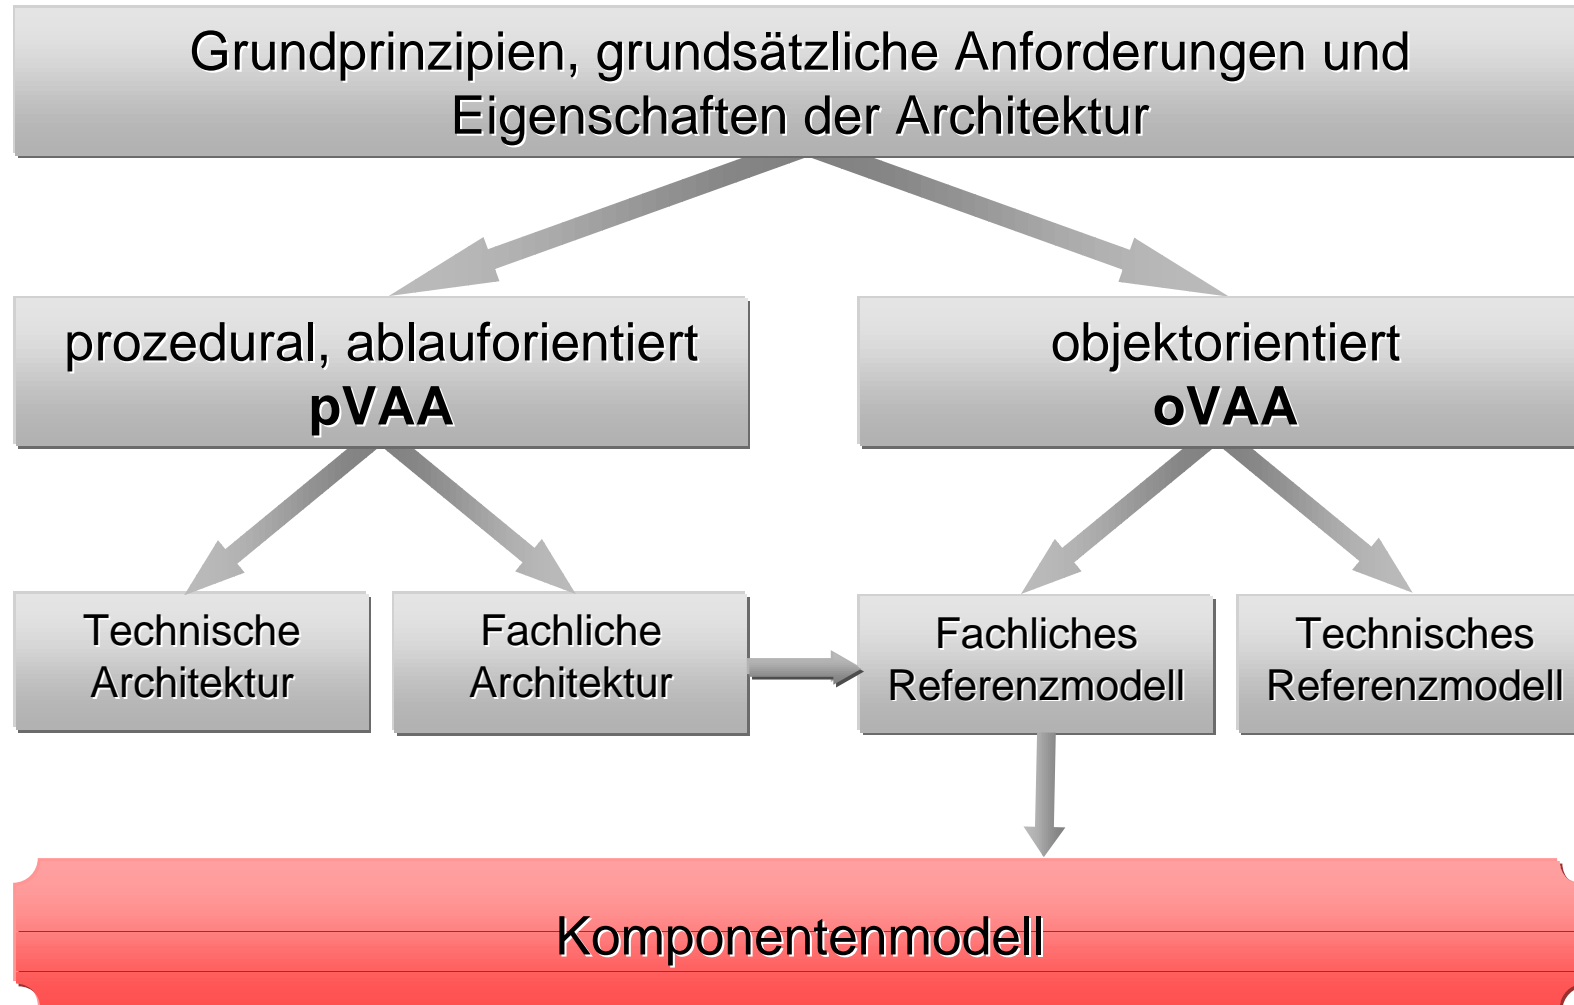 Grundprinzipien, grundsätzliche Anforderungen und
Eigenschaften der Architektur
prozedural, ablauforientiert
pVAA
objektorientiert
oVAA
Technische
Architektur
Fachliche
Architektur
Fachliches
Referenzmodell
Technisches
Referenzmodell
Komponentenmodell